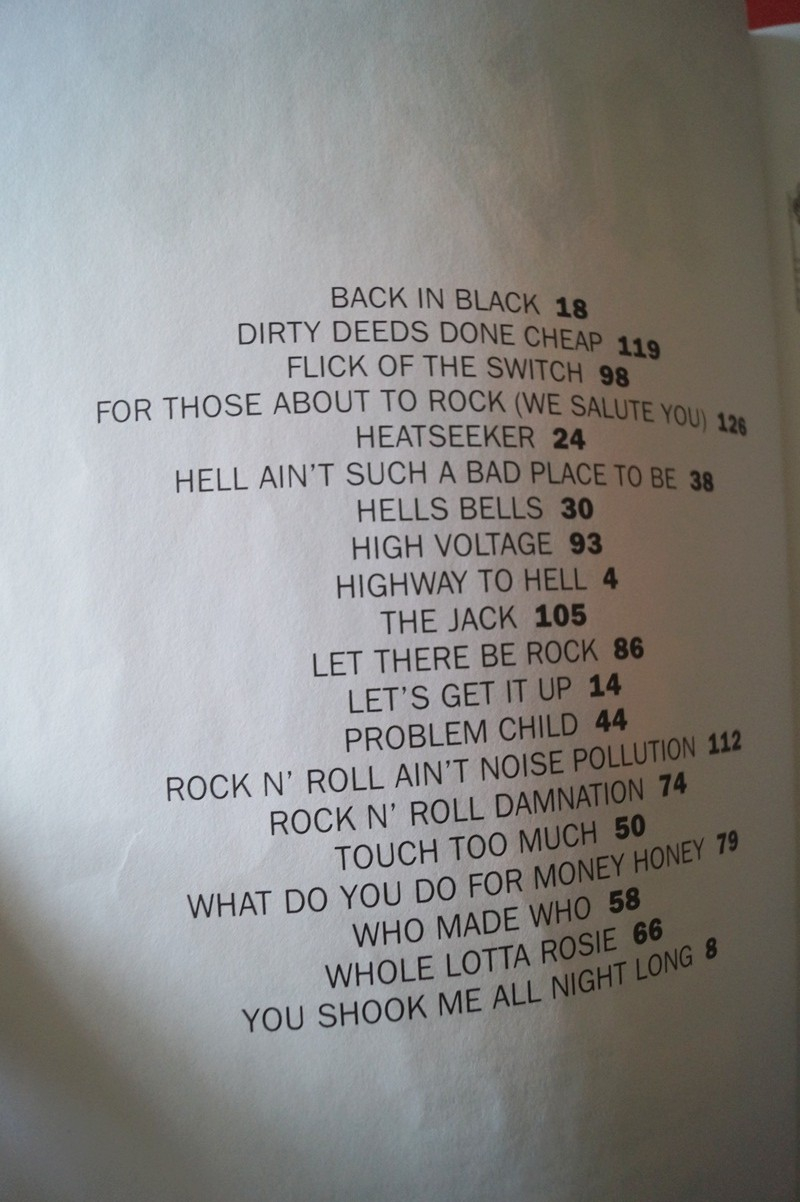 BACK IN BLACK 18
DIRTY DEEDS DONE CHEAP 119
FLICK OF THE SWITCH 98
FOR THOSE ABOUT TO ROCK (WE SALUTE YOU) 126
HEATSEEKER 24
HELL AIN'T SUCH A BAD PLACE TO BE 38
HELLS BELLS 30
HIGH VOLTAGE 93
HIGHWAY TO HELL 4
THE JACK 105
LET THERE BE ROCK 86
LET'S GET IT UP 14
PROBLEM CHILD 44
ROCK N' ROLL AIN'T NOISE POLLUTION 112
ROCK N' ROLL DAMNATION 74
TOUCH TOO MUCH 50
WHAT DO YOU DO FOR MONEY HONEY 79
WHO MADE WHO 58
WHOLE LOTTA ROSIE 66
YOU SHOOK ME ALL NIGHT LONG 8